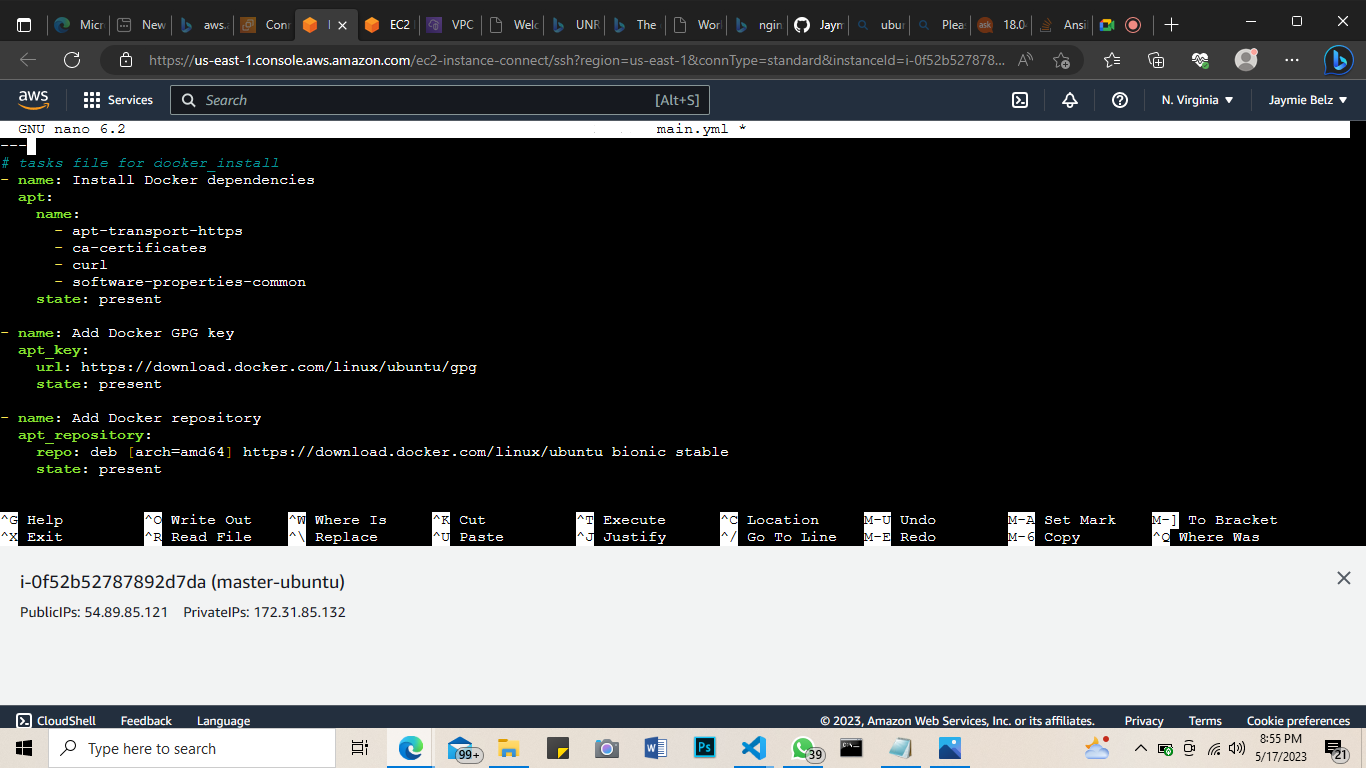 Micr
New
aws.
Conn
I
EC2
VPC
Welc
UNR
The
Wor
ngin
Jaym
ubur
Plea
ask
18.0
Ansi
https://us-east-1.console.aws.amazon.com/ec2-instance-connect/ssh?region=us-east-1&connType=standard&instanceId=i-0f52b527878...
aws
Services
Search
[Alt+S]
N. Virginia
Jaymie Belz
GNU nano 6.2
main.yml *
---
# tasks file for docker_install
- name: Install Docker dependencies
  apt:
    name:
      - apt-transport-https
      - ca-certificates
      - curl
      - software-properties-common
    state: present
- name: Add Docker GPG key
  apt_key:
    url: https://download.docker.com/linux/ubuntu/gpg
    state: present
- name: Add Docker repository
  apt_repository:
    repo: deb [arch=amd64] https://download.docker.com/linux/ubuntu bionic stable
    state: present
^G Help ^O Write Out ^W Where Is ^K Cut ^T Execute ^C Location M-U Undo M-A Set Mark M-] To Bracket
^X Exit ^R Read File ^\ Replace ^U Paste ^J Justify ^/ Go To Line M-E Redo M-6 Copy ^Q Where Was
i-0f52b52787892d7da (master-ubuntu)
PublicIPs: 54.89.85.121 PrivateIPs: 172.31.85.132
CloudShell
Feedback
Language
© 2023, Amazon Web Services, Inc. or its affiliates.
Privacy
Terms
Cookie preferences
Type here to search
99+
Ps
39
8:55 PM
5/17/2023
21